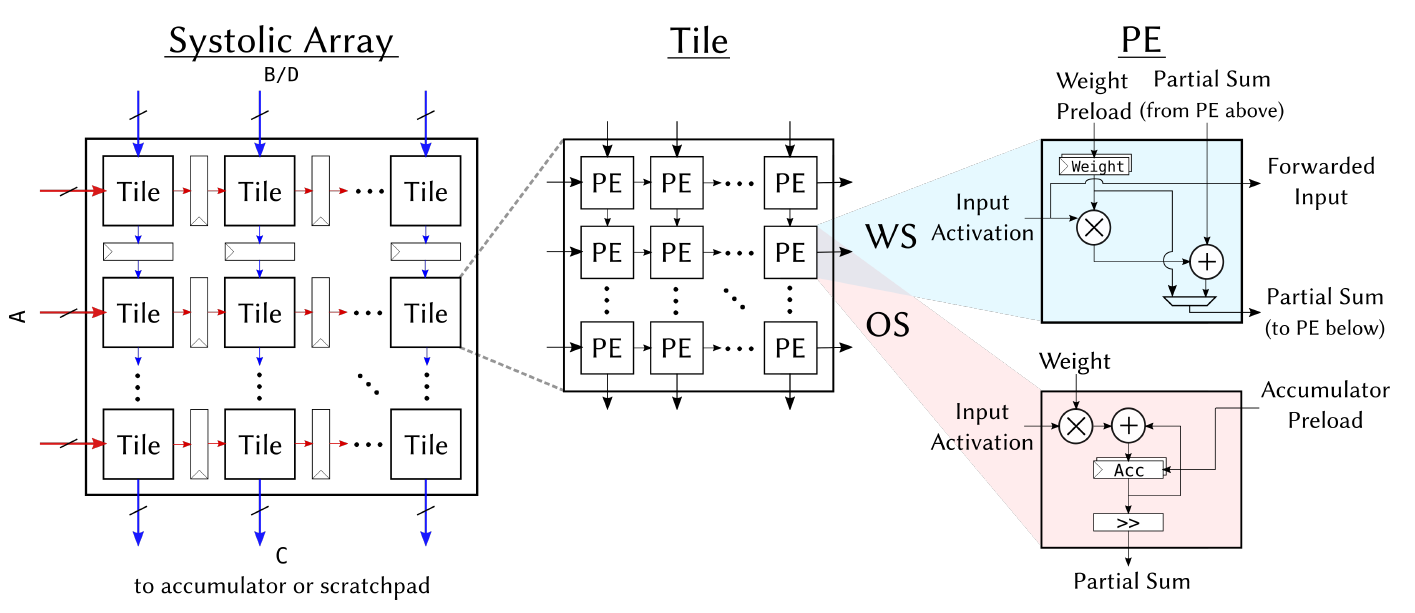 Systolic Array
B/D
Tile
Tile
Tile
A
Tile
Tile
Tile
Tile
Tile
Tile
C
to accumulator or scratchpad
Tile
PE
PE
PE
PE
PE
PE
PE
PE
PE
WS
OS
PE
Weight
Preload
Partial Sum
(from PE above)
Weight
Input
Activation
×
+
Forwarded
Input
Partial Sum
(to PE below)
Weight
Input
Activation
×
+
Acc
>>
Accumulator
Preload
Partial Sum